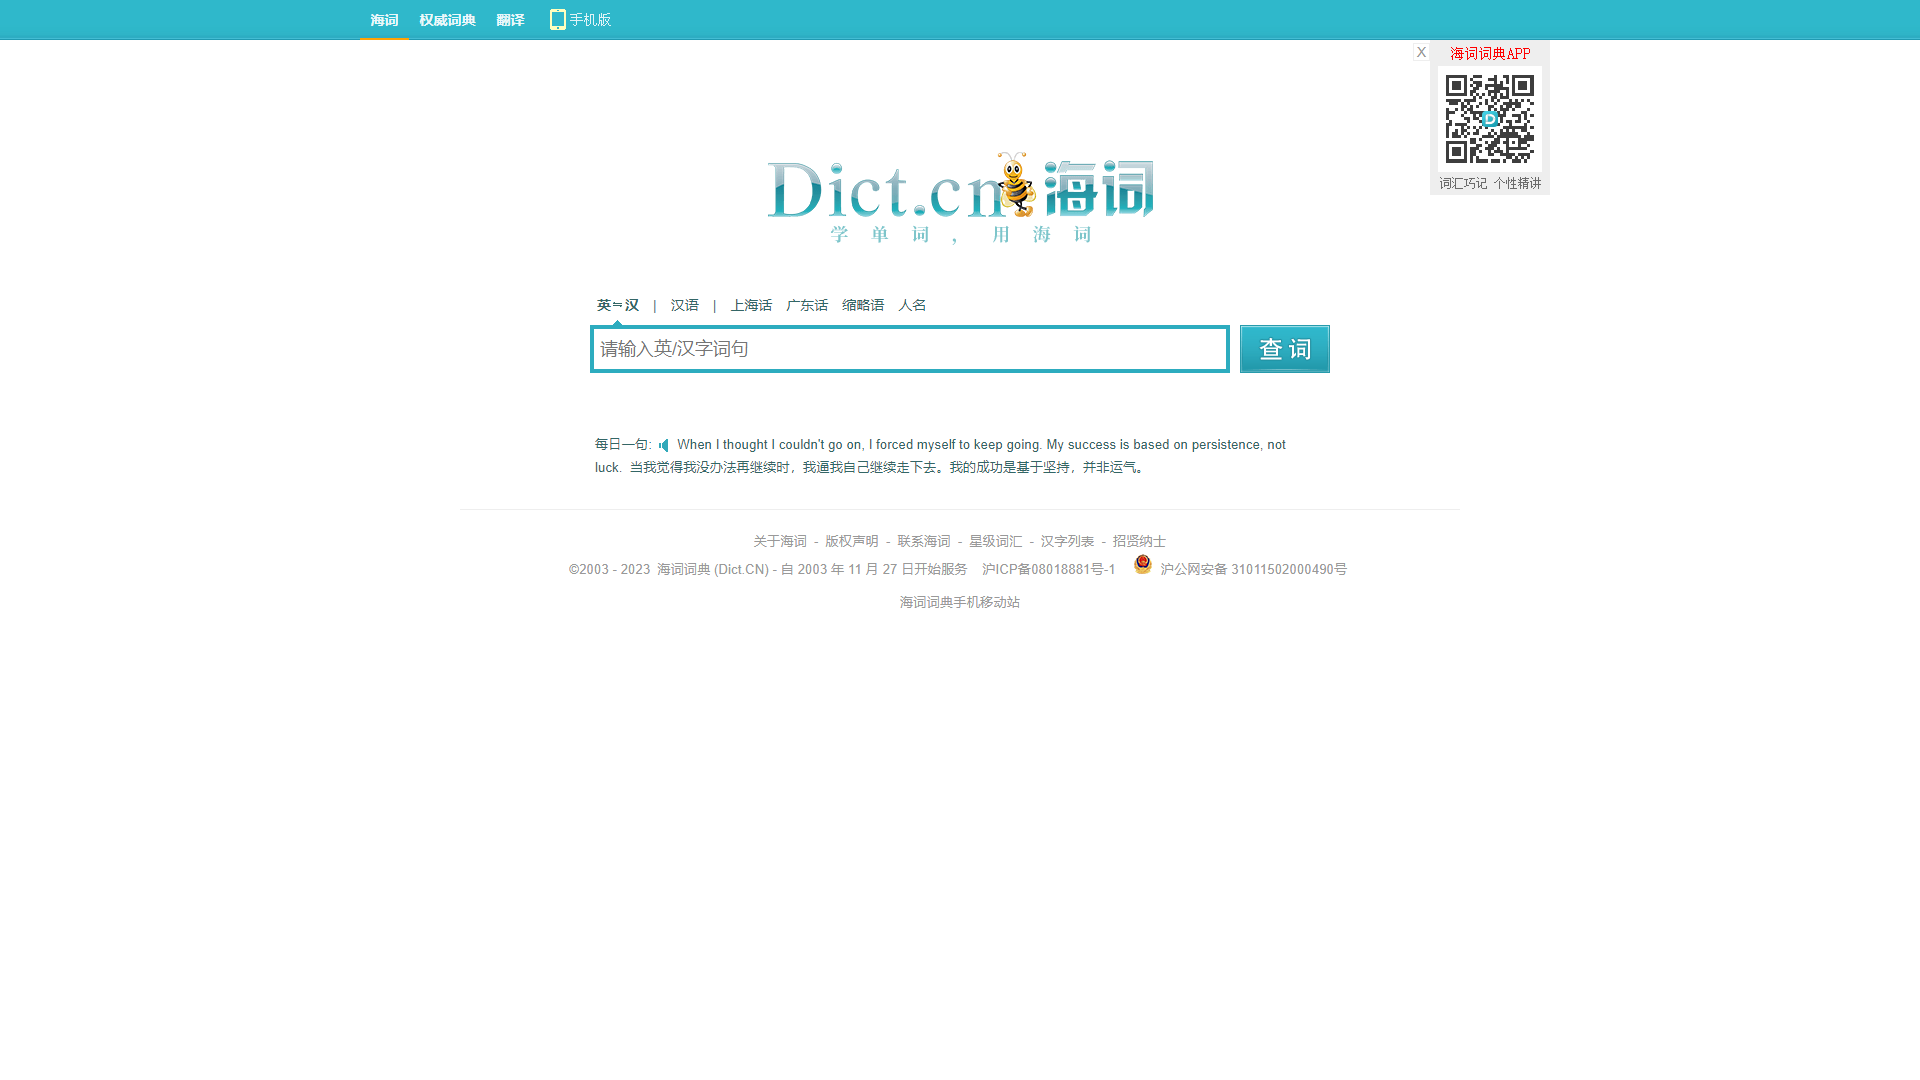 海词 权威词典 翻译 手机版
X 海词词典APP
词汇巧记 个性精讲
Dict.cn 海词
学单词，用海词
英≒汉 | 汉语 | 上海话 广东话 缩略语 人名
请输入英/汉字词句 查词
每日一句: When I thought I couldn't go on, I forced myself to keep going. My success is based on persistence, not
luck. 当我觉得我没办法再继续时，我逼我自己继续走下去。我的成功是基于坚持，并非运气。
关于海词 - 版权声明 - 联系海词 - 星级词汇 - 汉字列表 - 招贤纳士
©2003 - 2023 海词词典 (Dict.CN) - 自 2003 年 11 月 27 日开始服务 沪ICP备08018881号-1 沪公网安备 31011502000490号
海词词典手机移动站